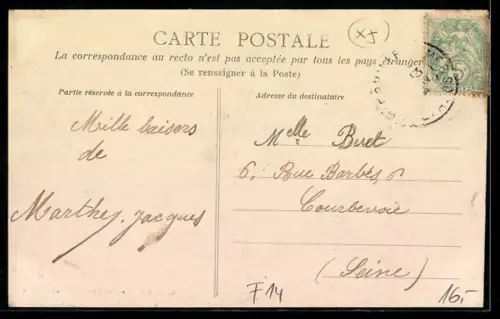 X5
CARTE POSTALE
La correspondance au recto n'est pas acceptée par tous les pays étrangers
(Se renseigner à la Poste)
Partie réservée à la correspondance
Adresse du destinataire
Mille baisers
de
Marthe, Jacques
Melle Buret
6, Rue Barbès, 6
Courbevoie
(Seine)
F14
16,-